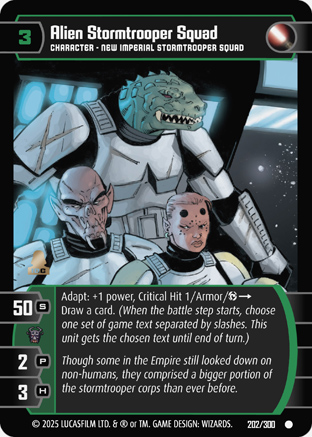 3 Alien Stormtrooper Squad
CHARACTER - NEW IMPERIAL STORMTROOPER SQUAD
50 S
2 P
3 H
Adapt: +1 power, Critical Hit 1/Armor/
Draw a card. (When the battle step starts, choose
one set of game text separated by slashes. This
unit gets the chosen text until end of turn.)
Though some in the Empire still looked down on
non-humans, they comprised a bigger portion of
the stormtrooper corps than ever before.
© 2025 LUCASFILM LTD. & ® or TM. GAME DESIGN: WIZARDS. 202/300